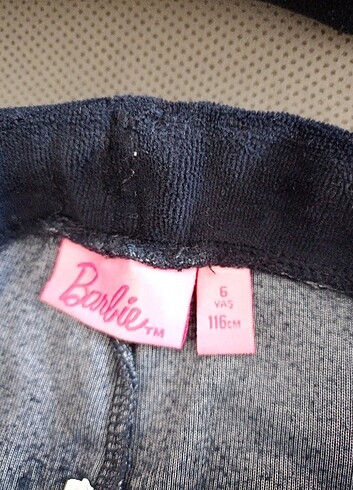 Barbie™
6
YAŞ
116CM